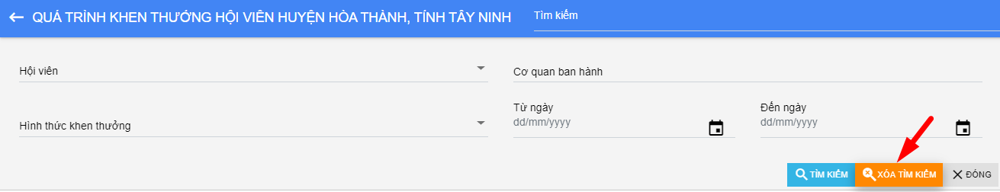 QUÁ TRÌNH KHEN THƯỞNG HỘI VIÊN HUYỆN HÒA THÀNH, TỈNH TÂY NINH
Tìm kiếm
Hội viên
Cơ quan ban hành
Hình thức khen thưởng
Từ ngày
dd/mm/yyyy
Đến ngày
dd/mm/yyyy
TÌM KIẾM
XÓA TÌM KIẾM
ĐÓNG